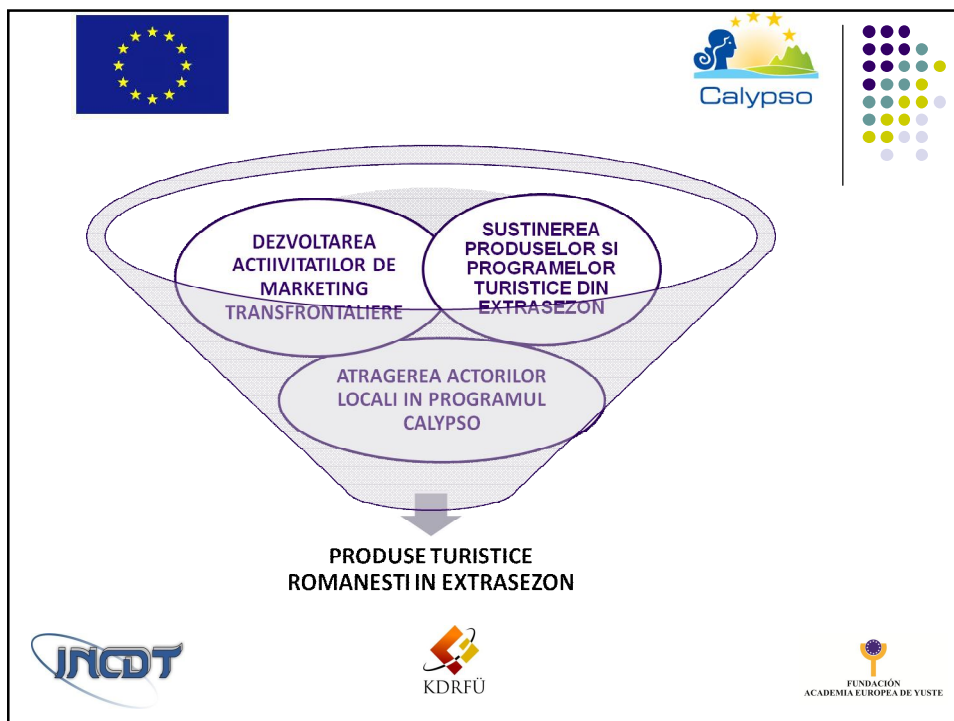 Calypso
DEZVOLTAREA
ACTIIVITATILOR DE
MARKETING
TRANSFRONTALIERE
SUSTINEREA
PRODUSELOR SI
PROGRAMELOR
TURISTICE DIN
EXTRASEZON
ATRAGEREA ACTORILOR
LOCALI IN PROGRAMUL
CALYPSO
PRODUSE TURISTICE
ROMANESTI IN EXTRASEZON
INCDT
KDRFÜ
FUNDACIÓN
ACADEMIA EUROPEA DE YUSTE